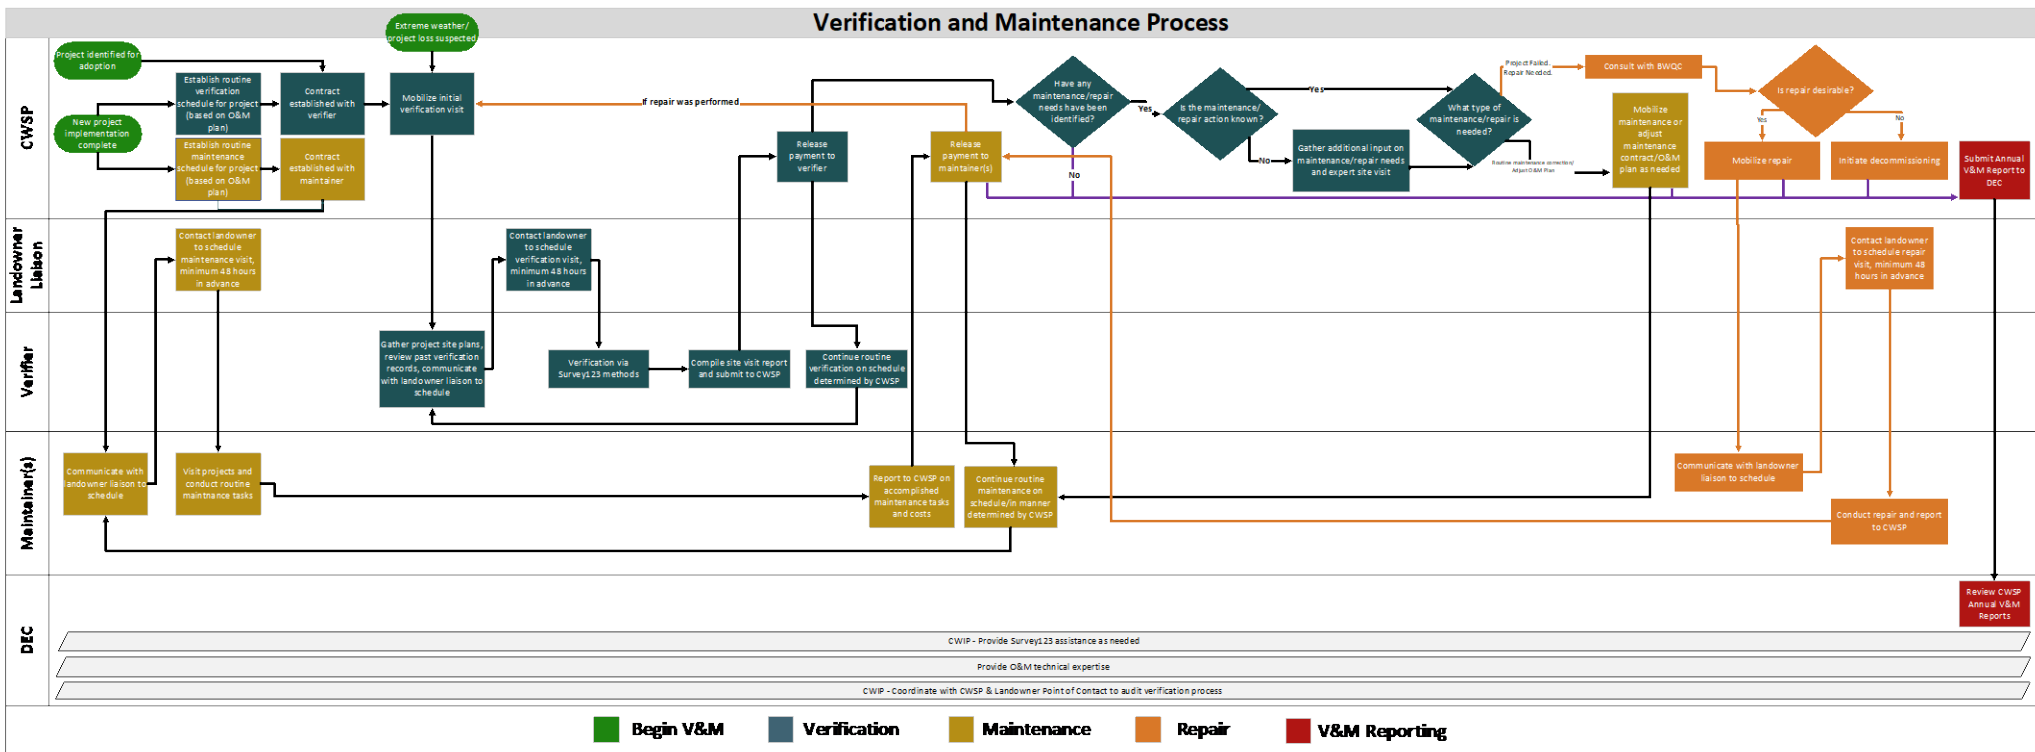 Verification and Maintenance Process
CWSP
Project identified for
adoption
New project
implementation
complete
Extreme weather/
project loss suspected
Establish routine
verification
schedule for project
(based on O&M
plan)
Contract
established with
verifier
Mobilize initial
verification visit
Establish routine
maintenance
schedule for project
(based on O&M
plan)
Contract
established with
maintainer
If repair was performed
Release
payment to
verifier
Release
payment to
maintainer(s)
Have any
maintenance/repair
needs have been
identified?
Yes
No
Is the maintenance/
repair action known?
Yes
No
Gather additional input on
maintenance/repair needs
and expert site visit
What type of
maintenance/repair is
needed?
Project Failed.
Repair Needed.
Routine maintenance correction/
Adjust O&M Plan
Consult with BWQC
Mobilize
maintenance or
adjust
maintenance
contract/O&M
plan as needed
Is repair desirable?
Yes
No
Mobilize repair
Initiate decommissioning
Submit Annual
V&M Report to
DEC
Landowner
Liaison
Contact landowner
to schedule
maintenance visit,
minimum 48 hours
in advance
Contact landowner
to schedule
verification visit,
minimum 48 hours
in advance
Contact landowner
to schedule repair
visit, minimum 48
hours in advance
Verifier
Gather project site plans,
review past verification
records, communicate
with landowner liaison to
schedule
Verification via
Survey123 methods
Compile site visit report
and submit to CWSP
Continue routine
verification on schedule
determined by CWSP
Maintainer(s)
Communicate with
landowner liaison to
schedule
Visit projects and
conduct routine
maintnance tasks
Report to CWSP on
accomplished
maintenance tasks
and costs
Continue routine
maintenance on
schedule/in manner
determined by CWSP
Communicate with landowner
liaison to schedule
Conduct repair and report
to CWSP
DEC
Review CWSP
Annual V&M
Reports
CWIP - Provide Survey123 assistance as needed
Provide O&M technical expertise
CWIP - Coordinate with CWSP & Landowner Point of Contact to audit verification process
Begin V&M
Verification
Maintenance
Repair
V&M Reporting